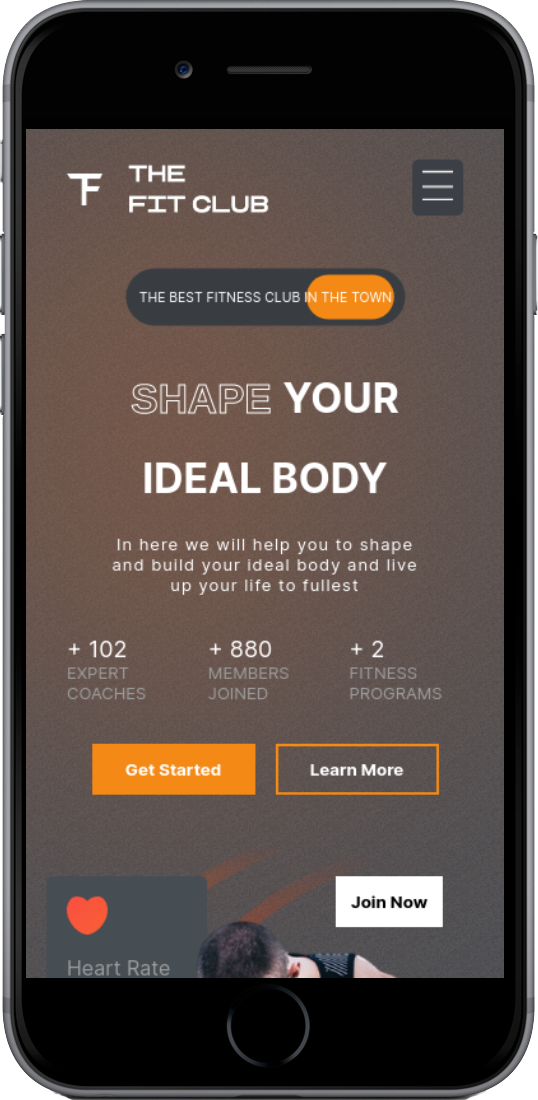 THE
FIT CLUB
THE BEST FITNESS CLUB IN THE TOWN
SHAPE YOUR
IDEAL BODY
In here we will help you to shape
and build your ideal body and live
up your life to fullest
+ 102
EXPERT
COACHES
+ 880
MEMBERS
JOINED
+ 2
FITNESS
PROGRAMS
Get Started
Learn More
Join Now
Heart Rate